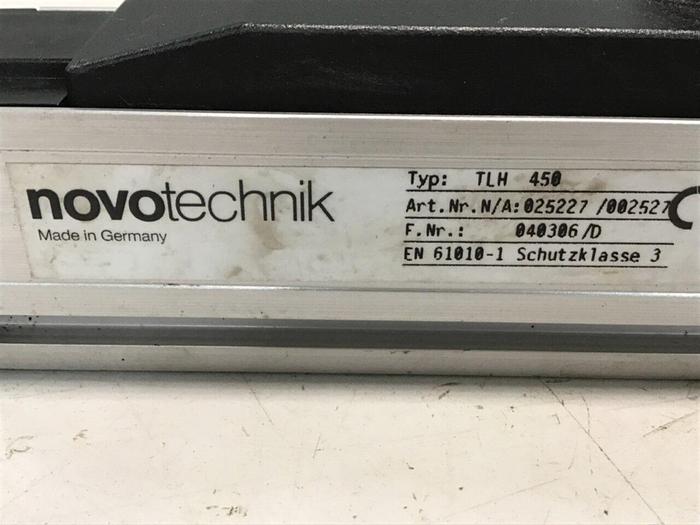 novotechnik
Made in Germany
Typ: TLH 450
Art.Nr.N/A:025227 /002527
F.Nr.: 040306/D
EN 61010-1 Schutzklasse 3